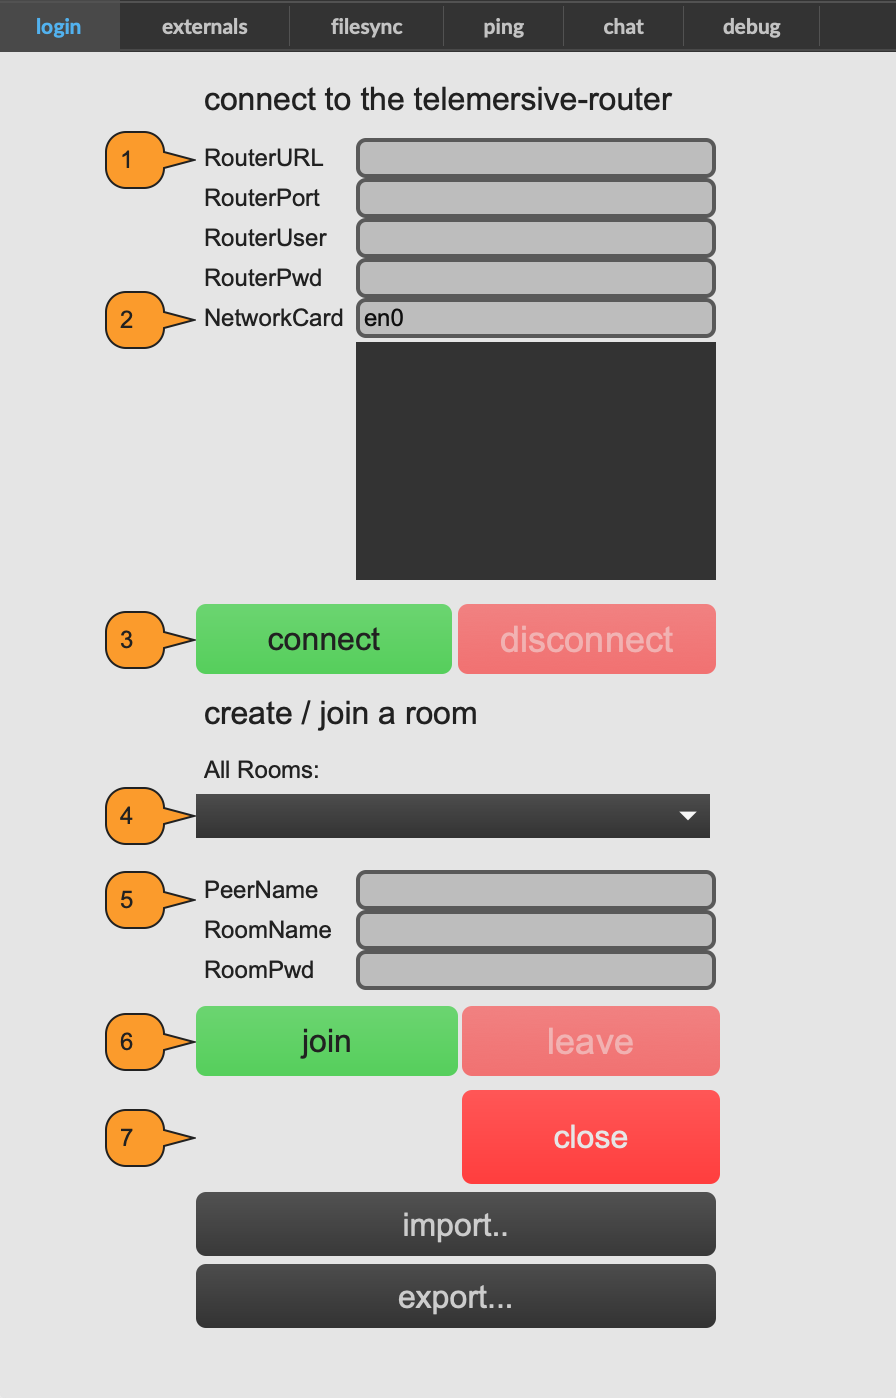 login externals filesync ping chat debug
connect to the telemersive-router
1 RouterURL
RouterPort
RouterUser
RouterPwd
2 NetworkCard en0
3 connect disconnect
create / join a room
All Rooms:
4
5 PeerName
RoomName
RoomPwd
6 join leave
7 close
import..
export...